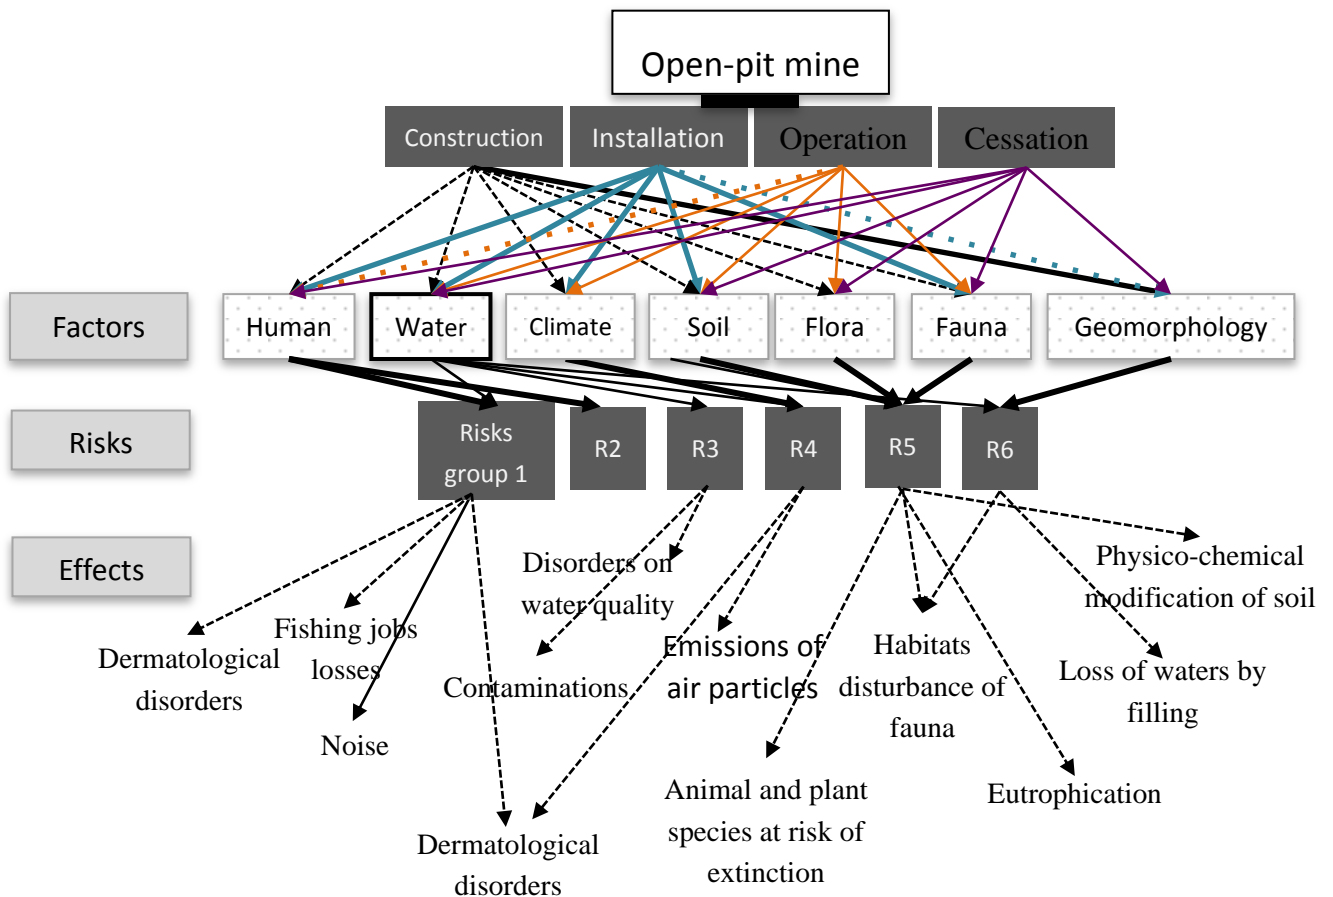 Open-pit mine
Construction
Installation
Operation
Cessation
Factors
Human
Water
Climate
Soil
Flora
Fauna
Geomorphology
Risks
Risks
group 1
R2
R3
R4
R5
R6
Effects
Dermatological
disorders
Fishing jobs
losses
Noise
Disorders on
water quality
Contaminations
Dermatological
disorders
Emissions of
air particles
Animal and plant
species at risk of
extinction
Habitats
disturbance of
fauna
Eutrophication
Physico-chemical
modification of soil
Loss of waters by
filling